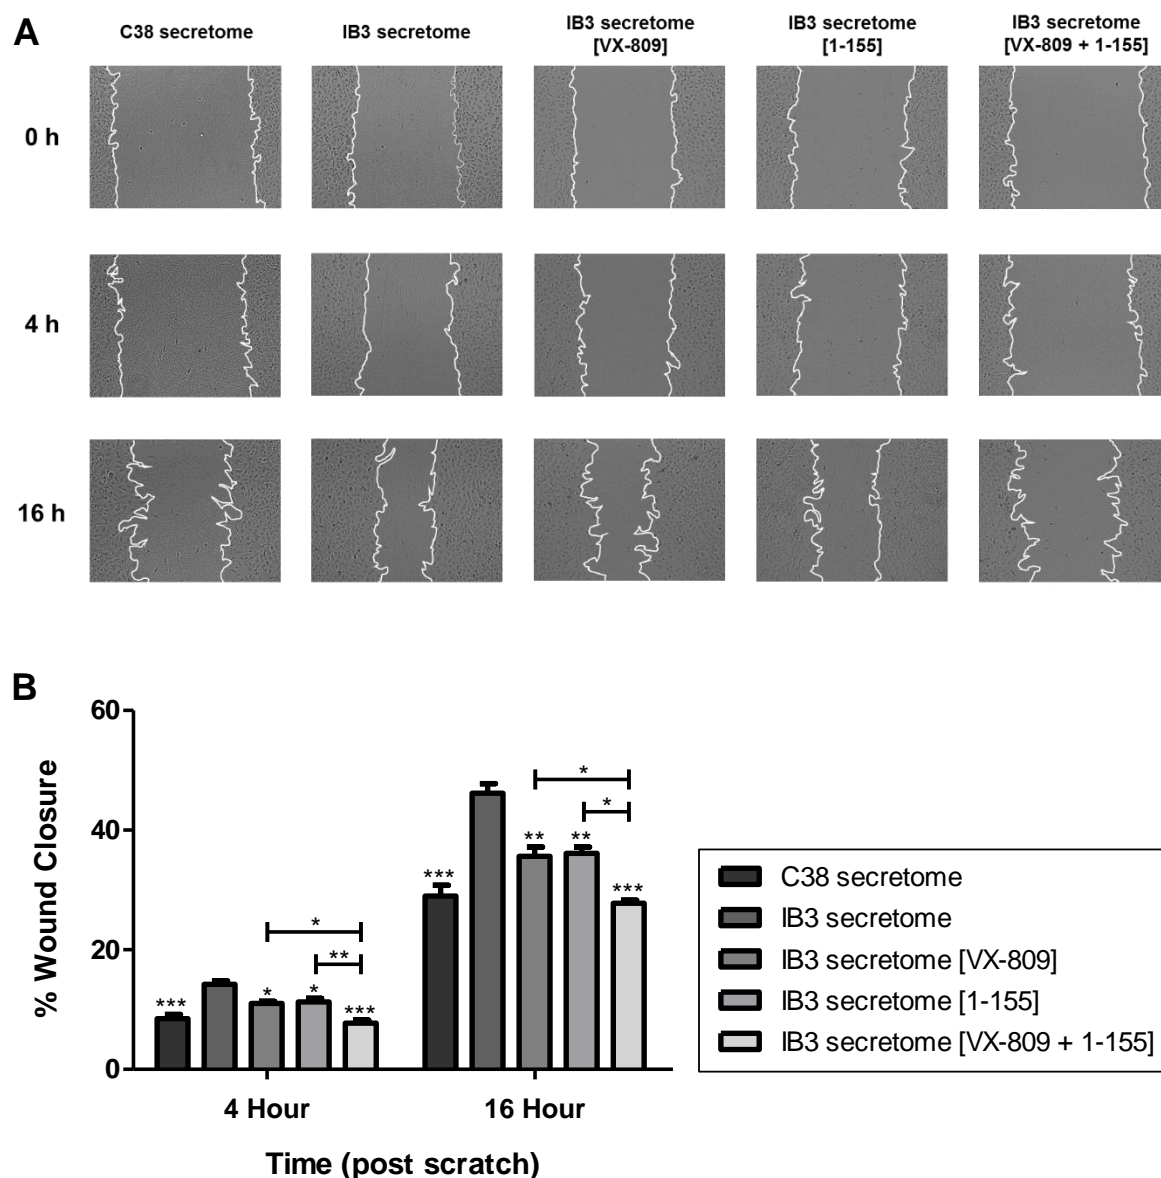 A
C38 secretome
IB3 secretome
IB3 secretome
[VX-809]
IB3 secretome
[1-155]
IB3 secretome
[VX-809 + 1-155]
0 h
4 h
16 h
B
% Wound Closure
60
40
20
0
***
*
*
***
*
**
***
**
**
***
*
*
4 Hour
16 Hour
Time (post scratch)
C38 secretome
IB3 secretome
IB3 secretome [VX-809]
IB3 secretome [1-155]
IB3 secretome [VX-809 + 1-155]